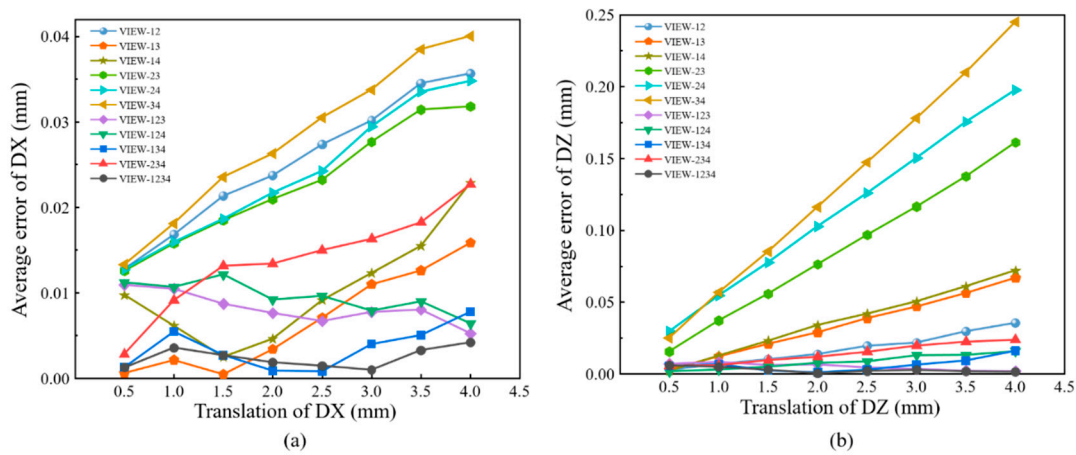 Average error of DX (mm)
0.04
0.03
0.02
0.01
0.00
VIEW-12
VIEW-13
VIEW-14
VIEW-23
VIEW-24
VIEW-34
VIEW-123
VIEW-124
VIEW-134
VIEW-234
VIEW-1234
0.5 1.0 1.5 2.0 2.5 3.0 3.5 4.0 4.5
Translation of DX (mm)
(a)
Average error of DZ (mm)
0.25
0.20
0.15
0.10
0.05
0.00
VIEW-12
VIEW-13
VIEW-14
VIEW-23
VIEW-24
VIEW-34
VIEW-123
VIEW-124
VIEW-134
VIEW-234
VIEW-1234
0.5 1.0 1.5 2.0 2.5 3.0 3.5 4.0 4.5
Translation of DZ (mm)
(b)